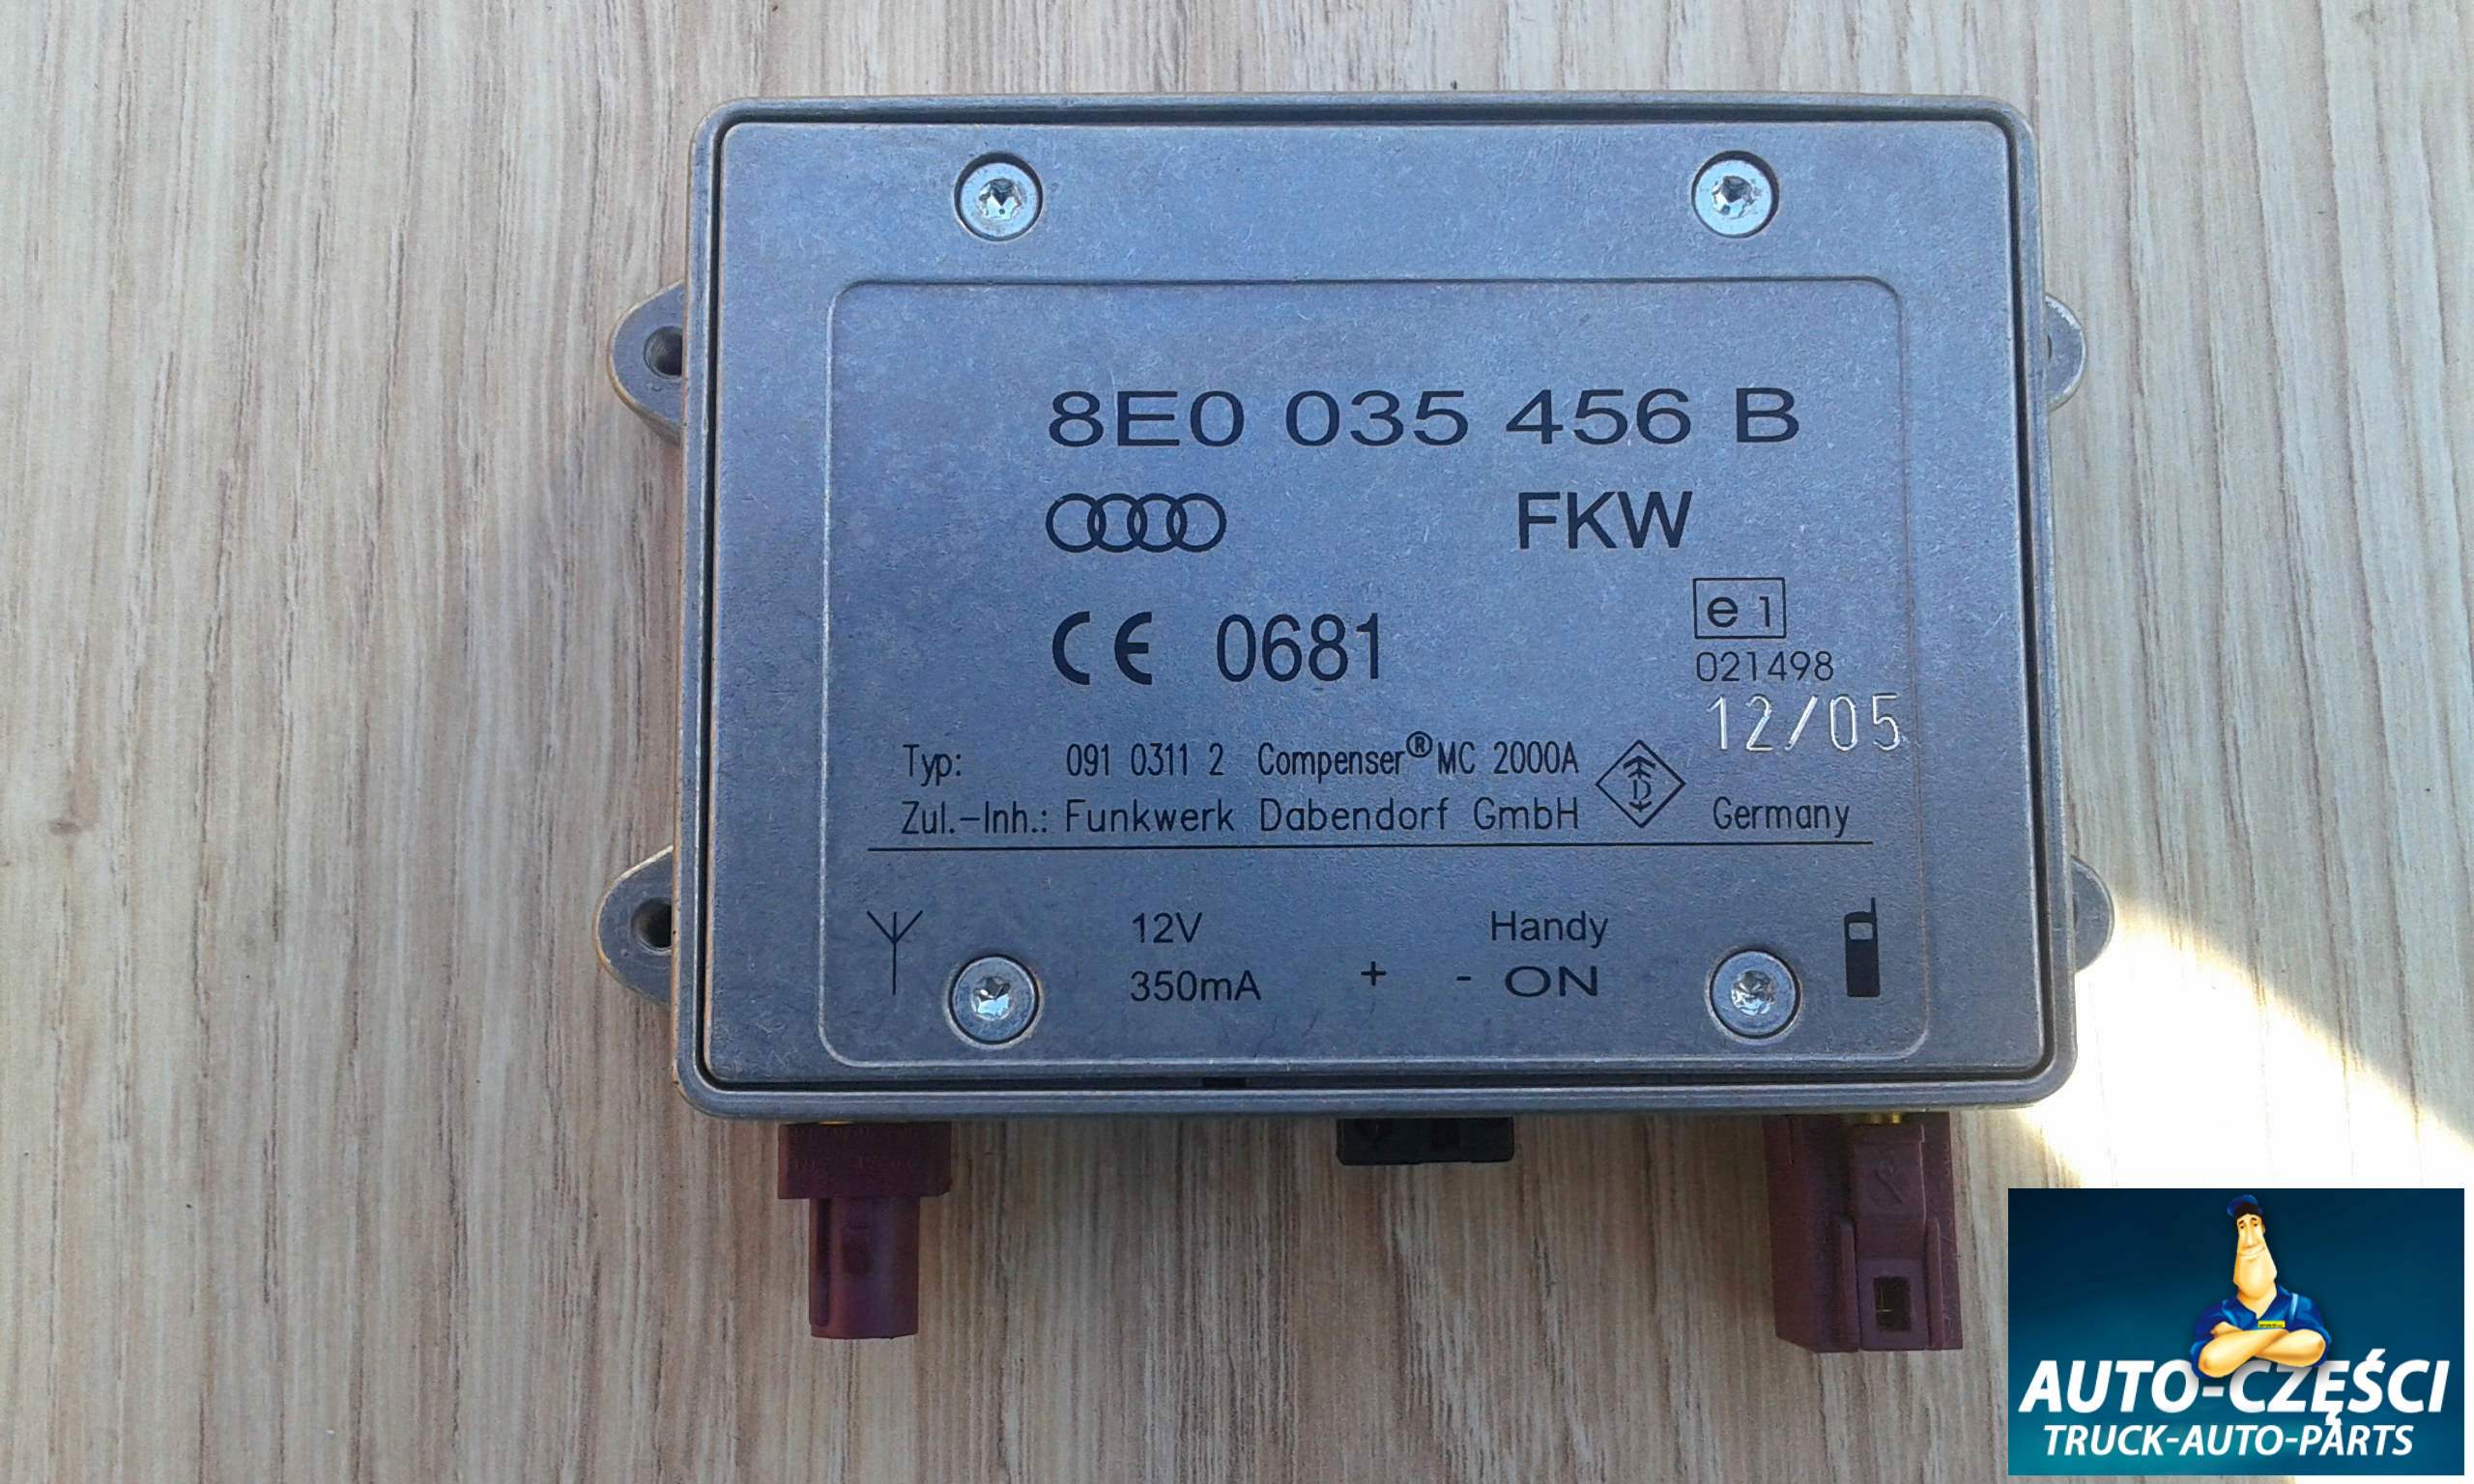 8E0 035 456 B
FKW
CE 0681
e 1
021498
12/05
Typ: 091 0311 2 Compenser® MC 2000A
Zul.-Inh.: Funkwerk Dabendorf GmbH D Germany
12V Handy
350mA + - ON
AUTO-CZĘŚCI
TRUCK-AUTO-PARTS